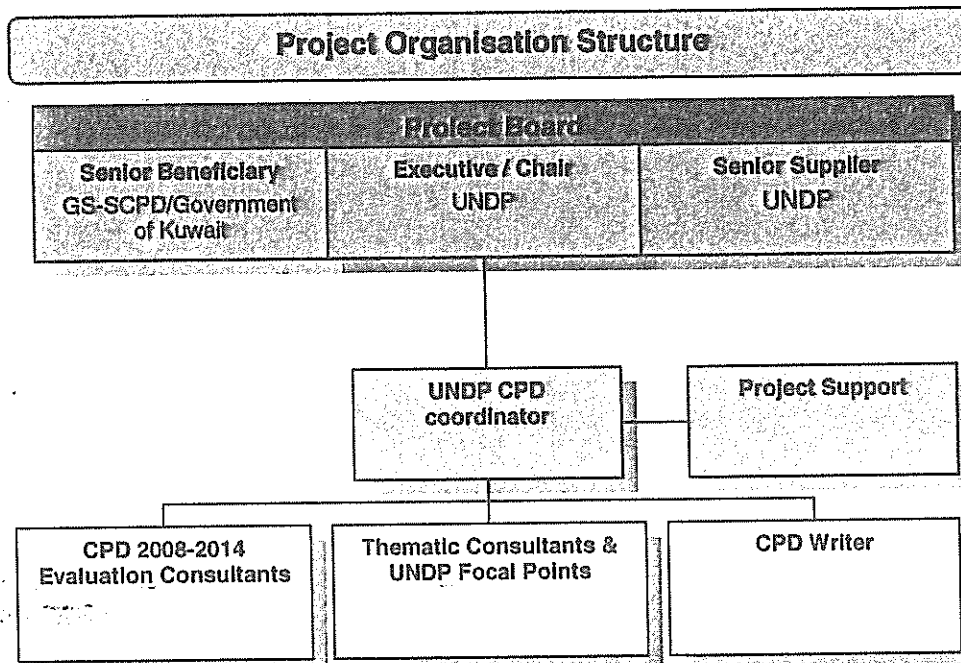 Project Organisation Structure
Project Board
Senior Beneficiary
GS-SCPD/Government
of Kuwait
Executive / Chair
UNDP
Senior Supplier
UNDP
UNDP CPD
coordinator
Project Support
CPD 2008-2014
Evaluation Consultants
Thematic Consultants &
UNDP Focal Points
CPD Writer